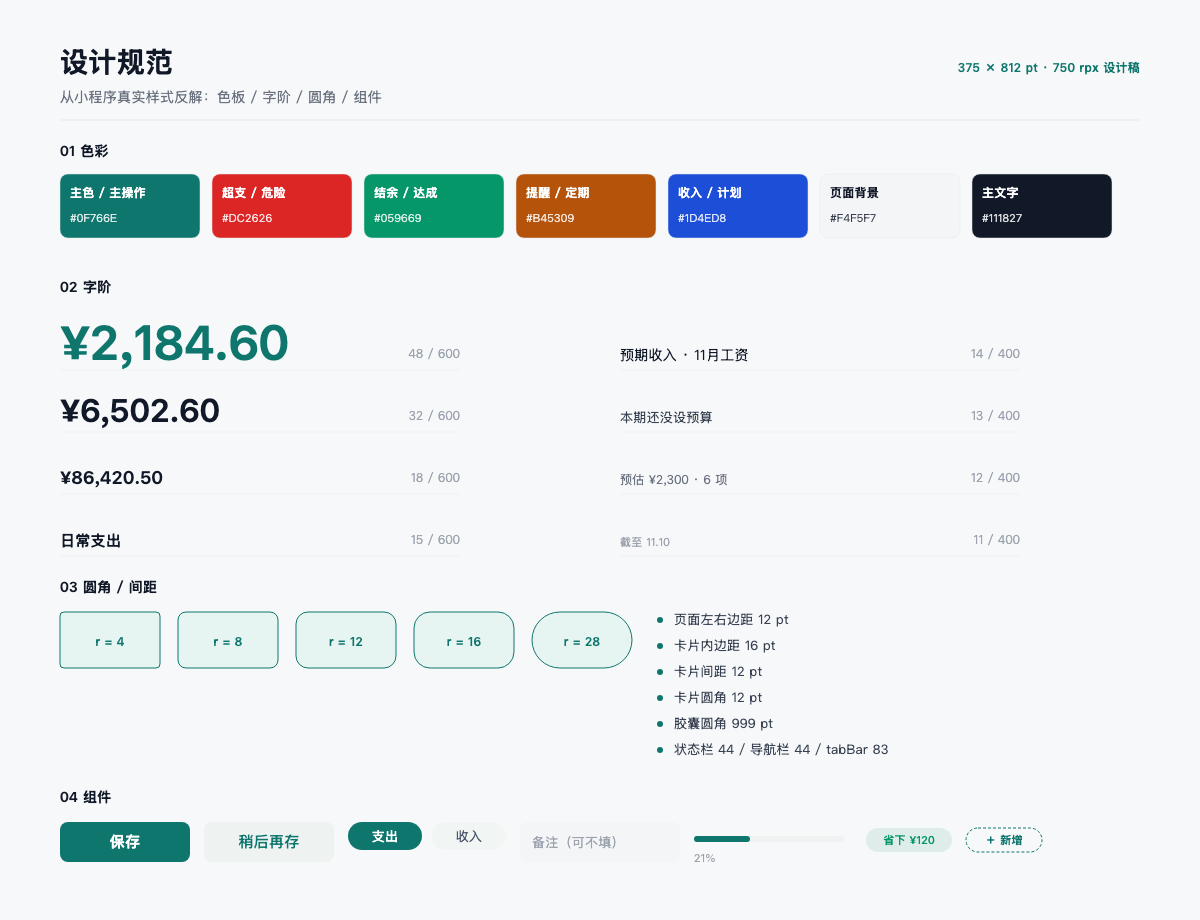 设计规范
375 × 812 pt · 750 rpx 设计稿
从小程序真实样式反解：色板 / 字阶 / 圆角 / 组件
01 色彩
主色 / 主操作
#0F766E
超支 / 危险
#DC2626
结余 / 达成
#059669
提醒 / 定期
#B45309
收入 / 计划
#1D4ED8
页面背景
#F4F5F7
主文字
#111827
02 字阶
¥2,184.60
48 / 600
预期收入 · 11月工资
14 / 400
¥6,502.60
32 / 600
本期还没设预算
13 / 400
¥86,420.50
18 / 600
预估 ¥2,300 · 6 项
12 / 400
日常支出
15 / 600
截至 11.10
11 / 400
03 圆角 / 间距
r = 4
r = 8
r = 12
r = 16
r = 28
页面左右边距 12 pt
卡片内边距 16 pt
卡片间距 12 pt
卡片圆角 12 pt
胶囊圆角 999 pt
状态栏 44 / 导航栏 44 / tabBar 83
04 组件
保存
稍后再存
支出
收入
备注（可不填）
21%
省下 ¥120
+ 新增